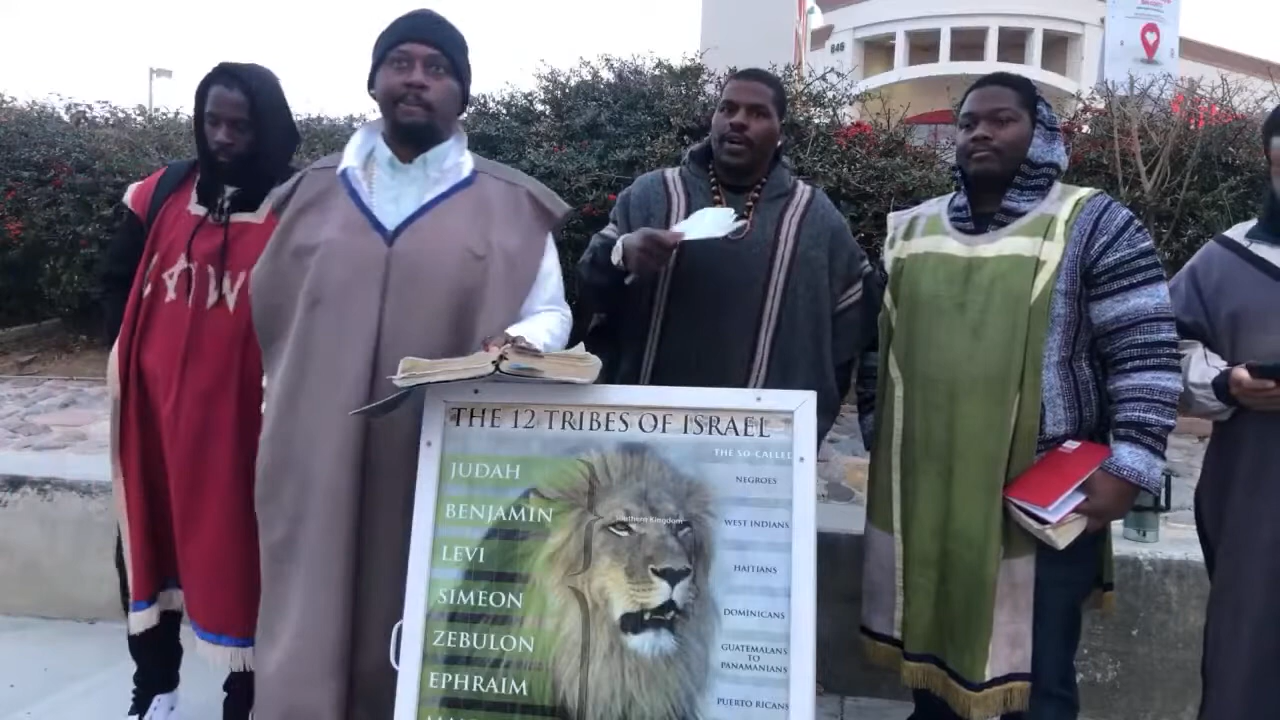 846
LAW
THE 12 TRIBES OF ISRAEL
THE SO-CALLED
JUDAH
NEGROES
BENJAMIN
Southern Kingdom
WEST INDIANS
LEVI
HAITIANS
SIMEON
DOMINICANS
ZEBULON
GUATEMALANS
TO
PANAMANIANS
EPHRAIM
PUERTO RICANS